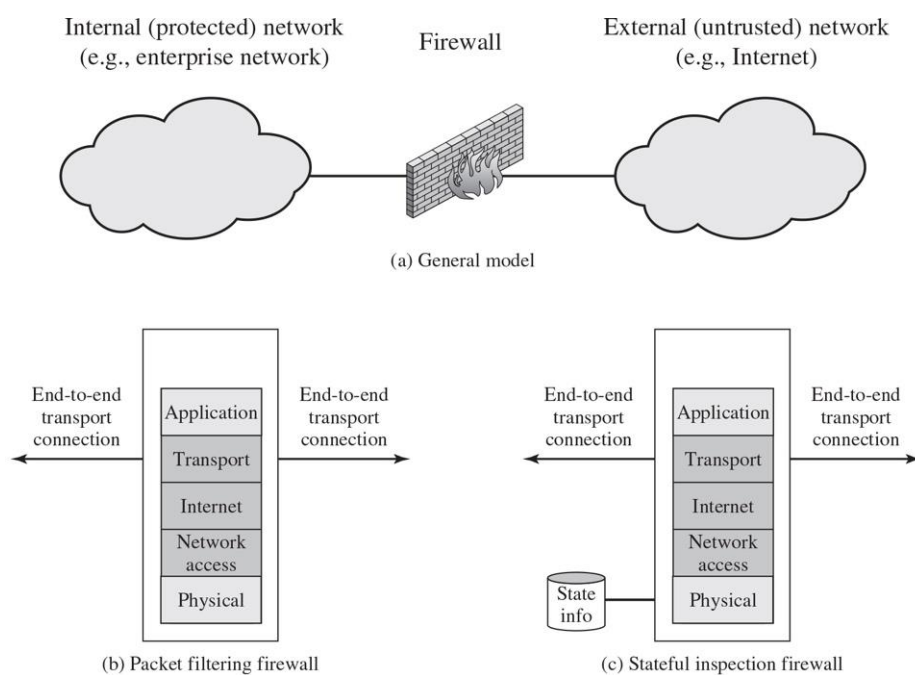 Internal (protected) network
(e.g., enterprise network)
Firewall
External (untrusted) network
(e.g., Internet)
(a) General model
End-to-end
transport
connection
Application
Transport
Internet
Network
access
Physical
End-to-end
transport
connection
(b) Packet filtering firewall
End-to-end
transport
connection
Application
Transport
Internet
Network
access
Physical
End-to-end
transport
connection
State
info
(c) Stateful inspection firewall